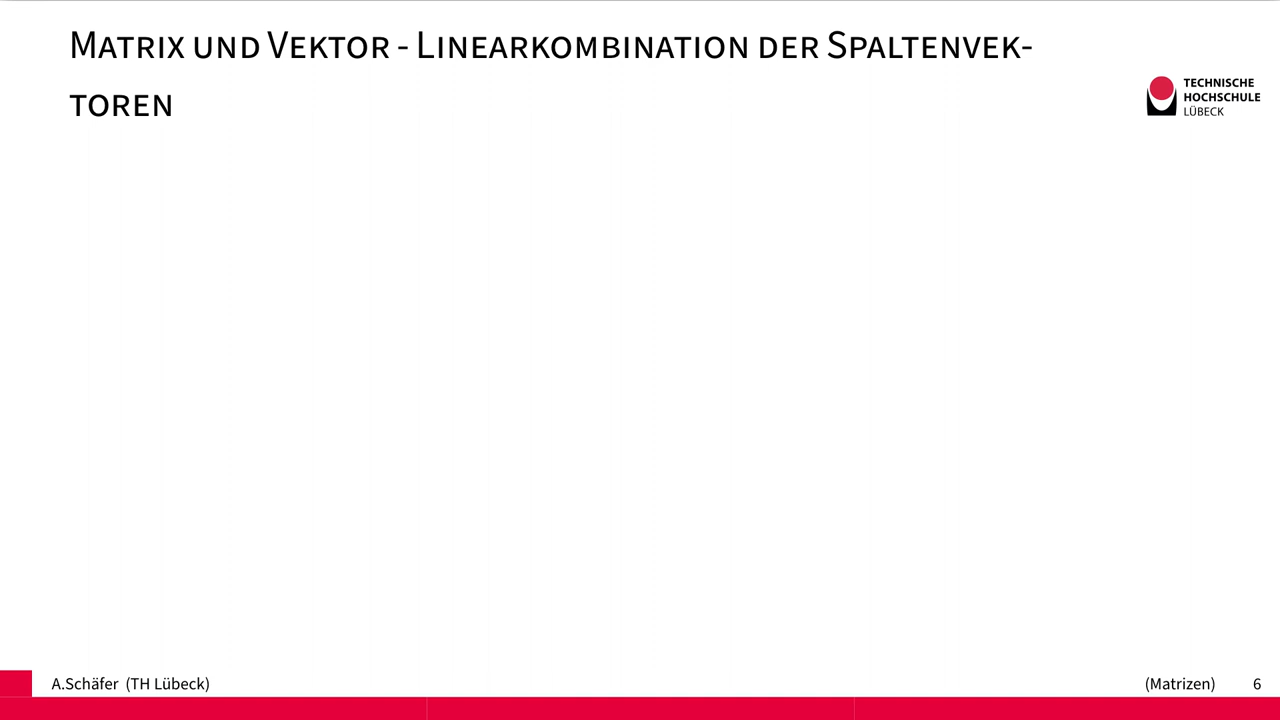 Matrix und Vektor - Linearkombination der Spaltenvek-
toren
TECHNISCHE
HOCHSCHULE
LÜBECK
A.Schäfer (TH Lübeck)
(Matrizen)
6